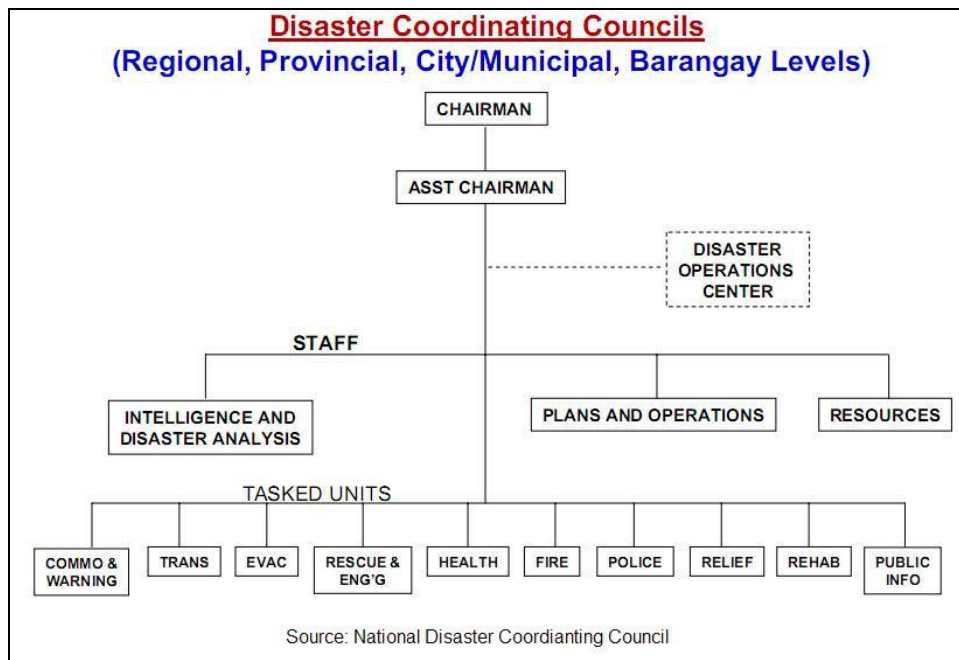 Disaster Coordinating Councils
(Regional, Provincial, City/Municipal, Barangay Levels)
CHAIRMAN
ASST CHAIRMAN
DISASTER
OPERATIONS
CENTER
STAFF
INTELLIGENCE AND
DISASTER ANALYSIS
PLANS AND OPERATIONS
RESOURCES
TASKED UNITS
COMMO &
WARNING
TRANS
EVAC
RESCUE &
ENG'G
HEALTH
FIRE
POLICE
RELIEF
REHAB
PUBLIC
INFO
Source: National Disaster Coordianting Council